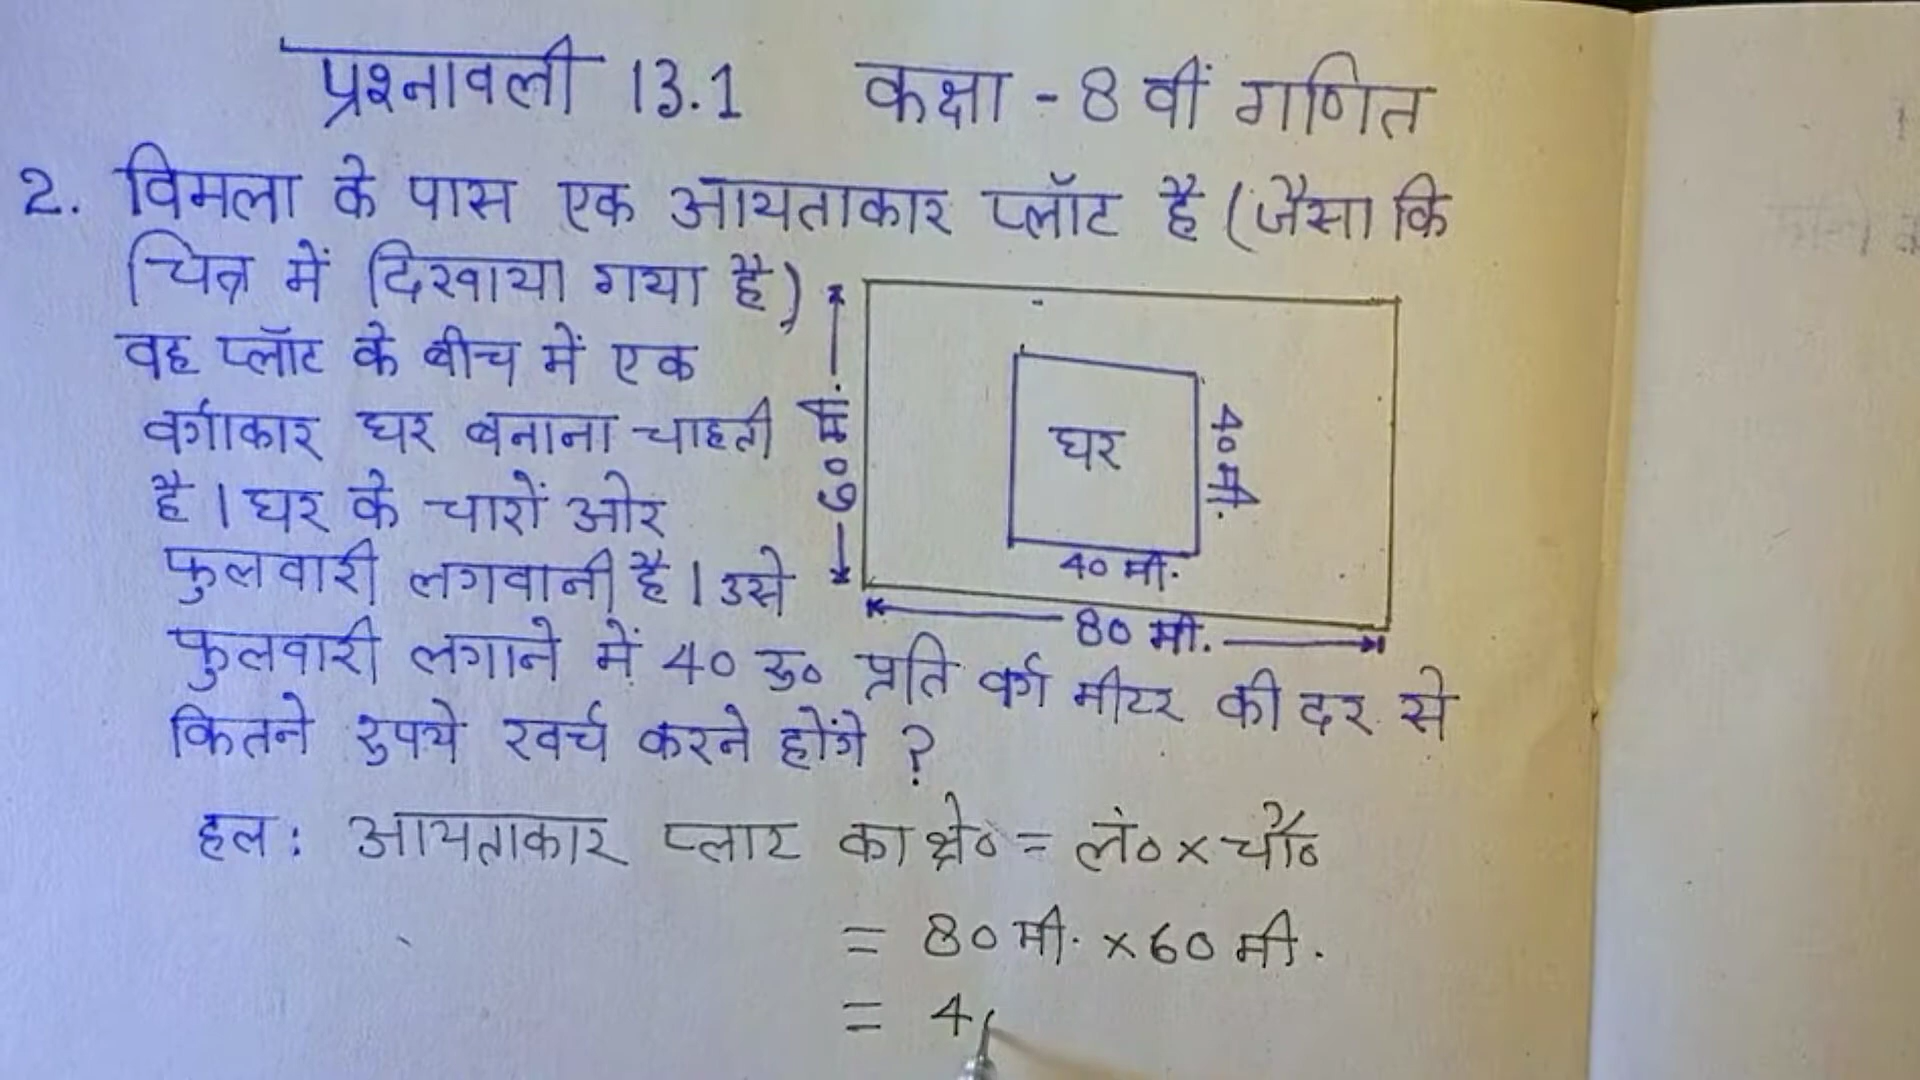 प्रश्नावली 13.1 कक्षा - 8 वीं गणित
2. विमला के पास एक आयताकार प्लॉट है (जैसा कि
चित्र में दिखाया गया है)
वह प्लॉट के बीच में एक
वर्गाकार घर बनाना चाहती
है। घर के चारों ओर
फुलवारी लगवानी है। उसे
फुलवारी लगाने में 40 रु० प्रति वर्ग मीटर की दर से
कितने रुपये खर्च करने होंगे ?
60 मी.
घर
40 मी.
40 मी.
80 मी.
हल: आयताकार प्लाट का क्षे० = लं० × चौ०
= 80 मी. × 60 मी.
= 4